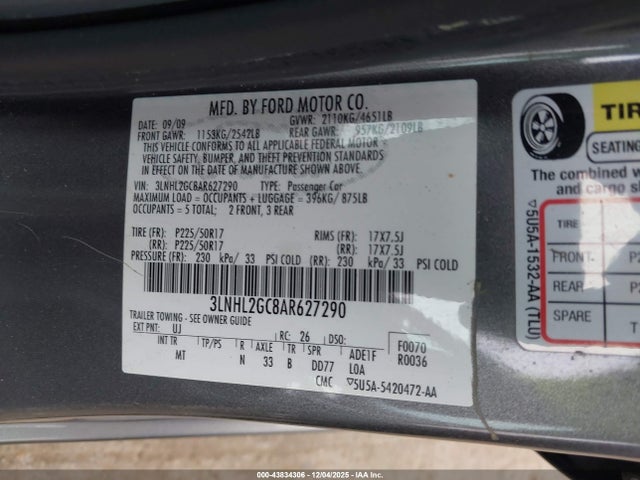 MFD. BY FORD MOTOR CO.
DATE: 09/09 GVWR: 2110KG/4651LB
FRONT GAWR: 1153KG/2542LB REAR GAWR: 957KG/2109LB
THIS VEHICLE CONFORMS TO ALL APPLICABLE FEDERAL MOTOR
VEHICLE SAFETY, BUMPER, AND THEFT PREVENTION STANDARDS
IN EFFECT ON THE DATE OF MANUFACTURE SHOWN ABOVE.
VIN: 3LNHL2GC8AR627290 TYPE: Passenger Car
MAXIMUM LOAD = OCCUPANTS + LUGGAGE = 396KG/ 875LB
OCCUPANTS = 5 TOTAL; 2 FRONT, 3 REAR
TIRE (FR): P225/50R17 RIMS (FR): 17X7.5J
(RR): P225/50R17 (RR): 17X7.5J
PRESSURE (FR): 230 kPa/ 33 PSI COLD (RR): 230 kPa/33 PSI COLD
3LNHL2GC8AR627290
TRAILER TOWING - SEE OWNER GUIDE
EXT PNT: UJ RC: 26 DSO: F0070
INT TR TP/PS R AXLE TR SPR ADE1F R0036
MT N 33 B DD77 LOA
CMC ▽5U5A-5420472-AA
TIR
SEATING
The combined w
and cargo s
TIRE
FRONT P2
REAR P2
SPARE T
▽5U5A-1532-AA (TLU)
000-43834306 - 12/04/2025 - IAA